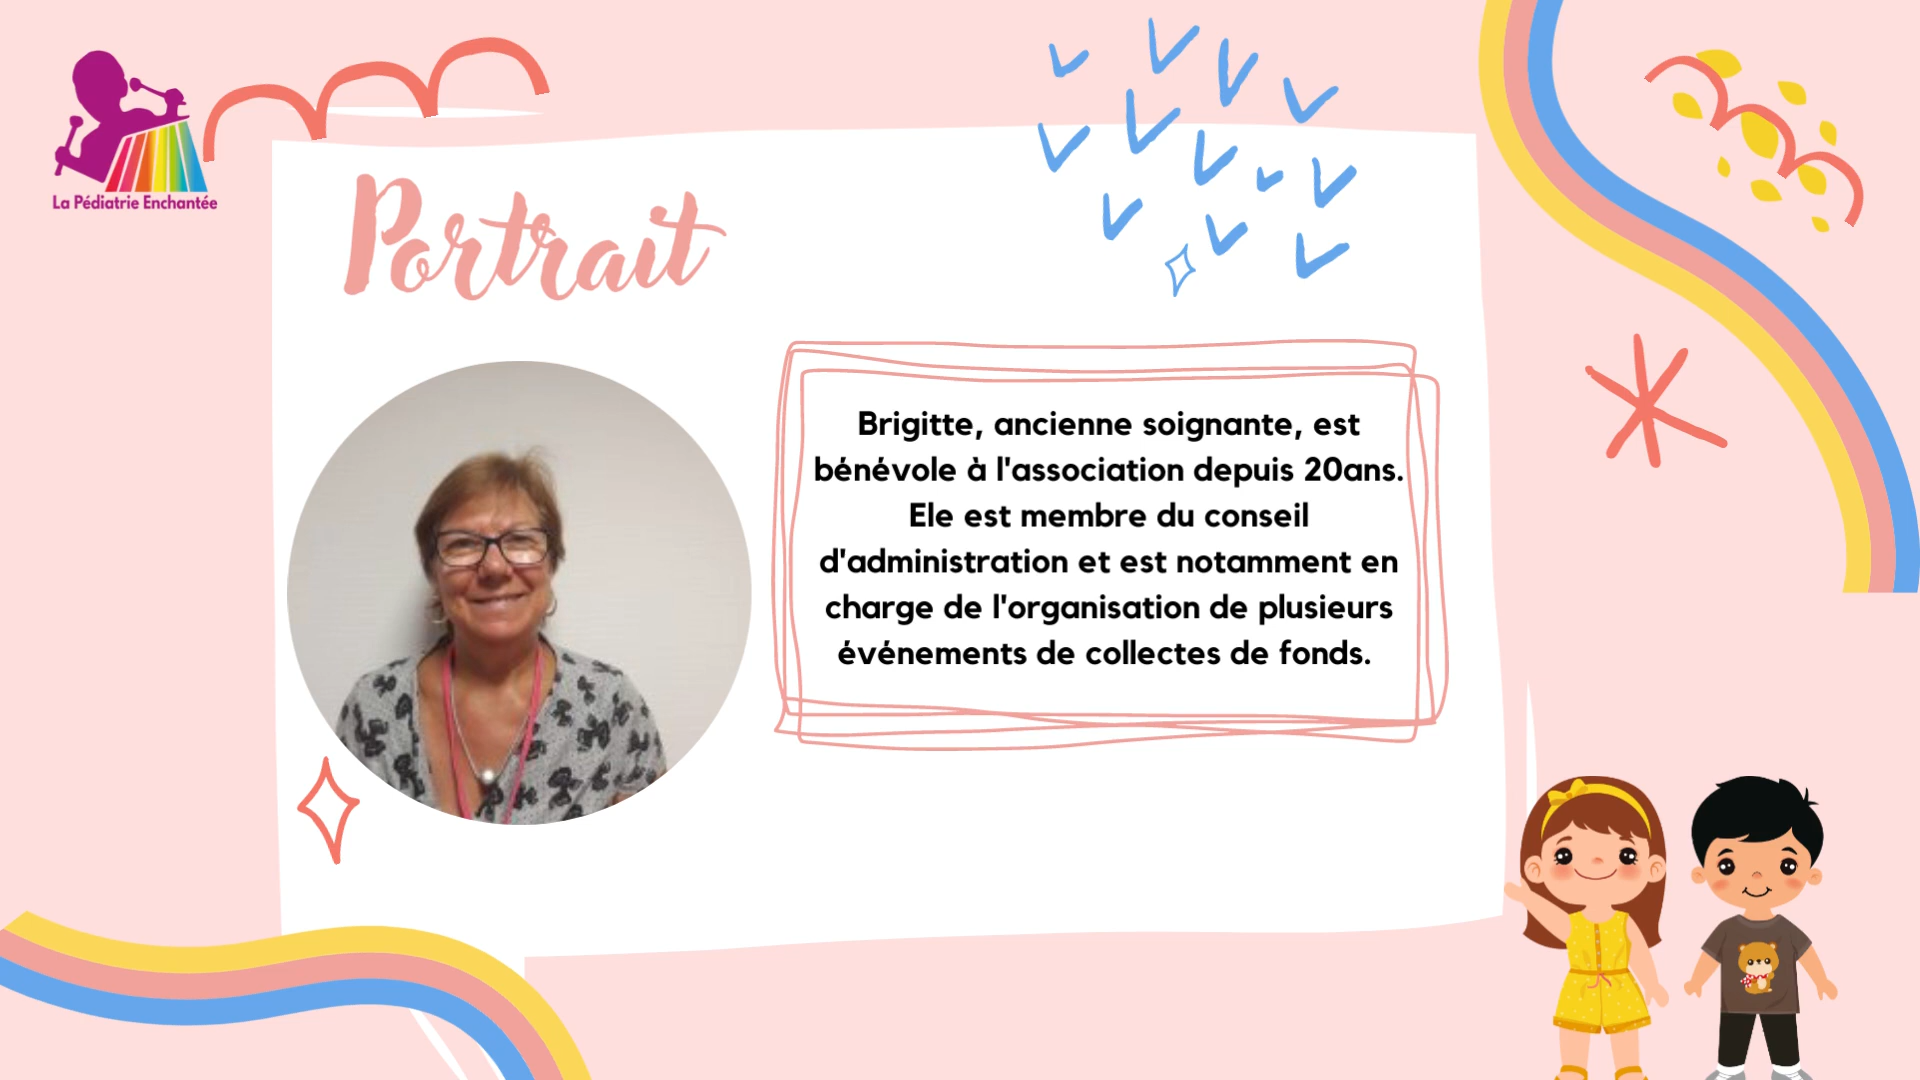 La Pédiatrie Enchantée
Portrait
Brigitte, ancienne soignante, est
bénévole à l'association depuis 20ans.
Ele est membre du conseil
d'administration et est notamment en
charge de l'organisation de plusieurs
événements de collectes de fonds.